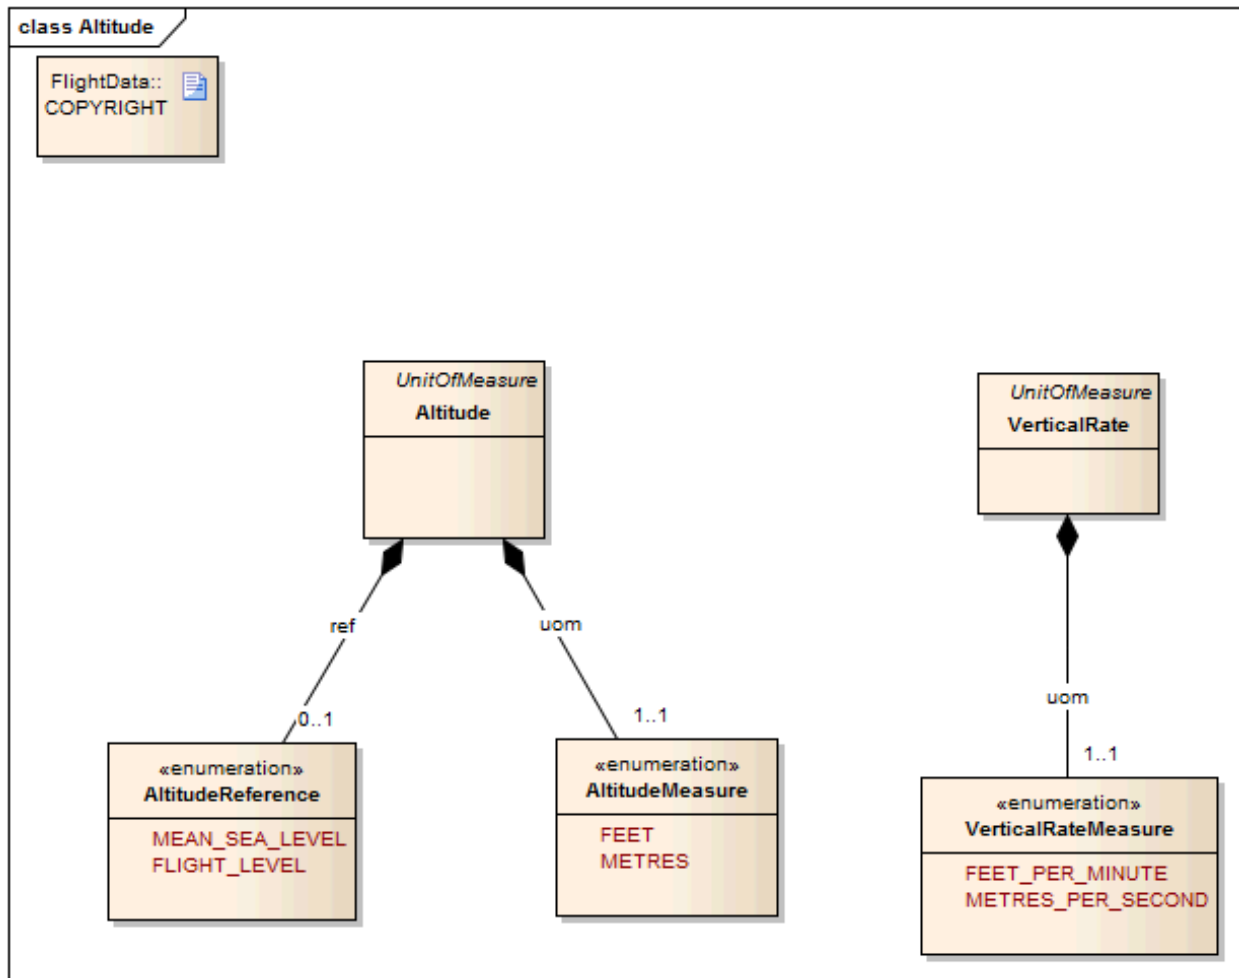 class Altitude
FlightData::
COPYRIGHT
UnitOfMeasure
Altitude
UnitOfMeasure
VerticalRate
ref
uom
uom
0..1
1..1
1..1
«enumeration»
AltitudeReference
MEAN_SEA_LEVEL
FLIGHT_LEVEL
«enumeration»
AltitudeMeasure
FEET
METRES
«enumeration»
VerticalRateMeasure
FEET_PER_MINUTE
METRES_PER_SECOND